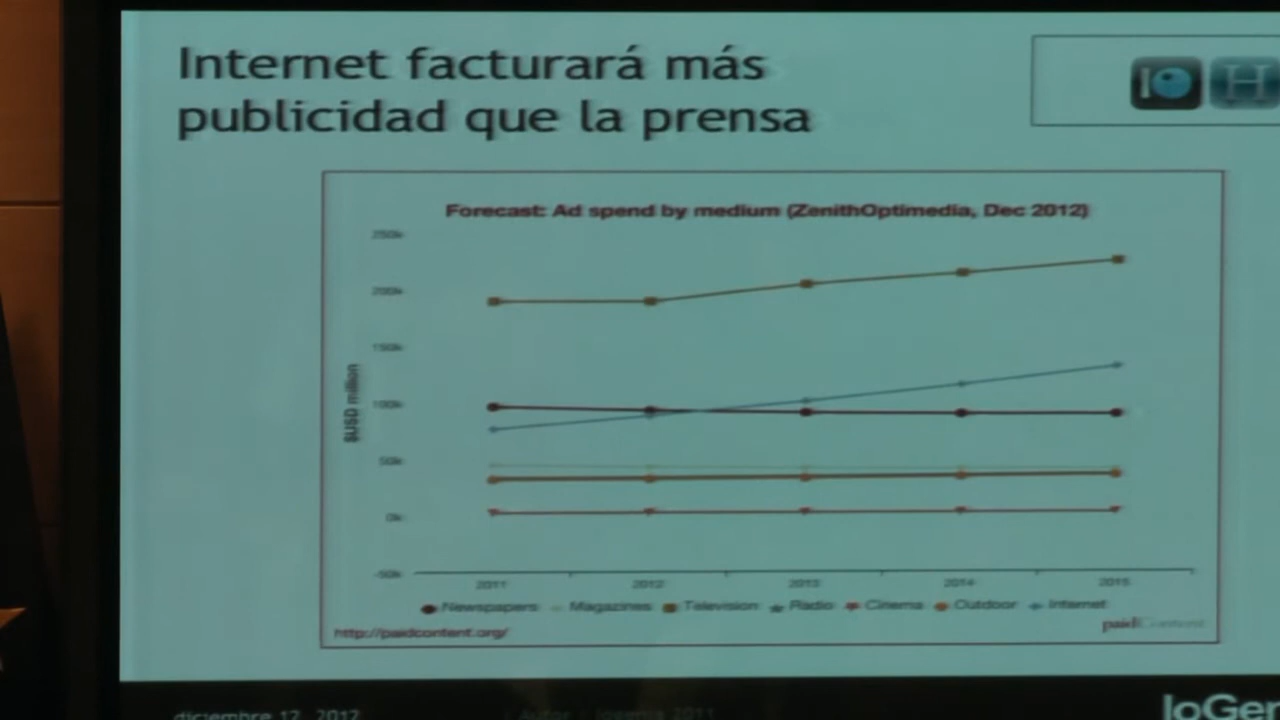 Internet facturará más
publicidad que la prensa
IO H
Forecast: Ad spend by medium (ZenithOptimedia, Dec 2012)
$USD million
250k
200k
150k
100k
50k
0k
-50k
2011 2012 2013 2014 2015
Newspapers Magazines Television Radio Cinema Outdoor Internet
http://paidcontent.org/
paidContent
diciembre 17, 2012
IoGen